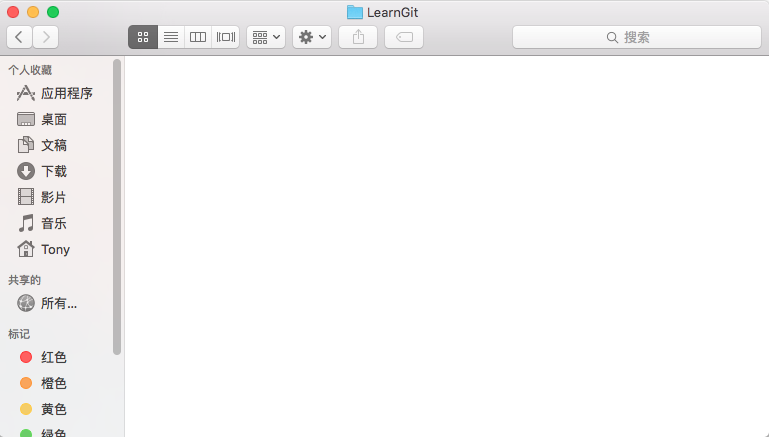 LearnGit
搜索
个人收藏
应用程序
桌面
文稿
下载
影片
音乐
Tony
共享的
所有...
标记
红色
橙色
黄色
绿色